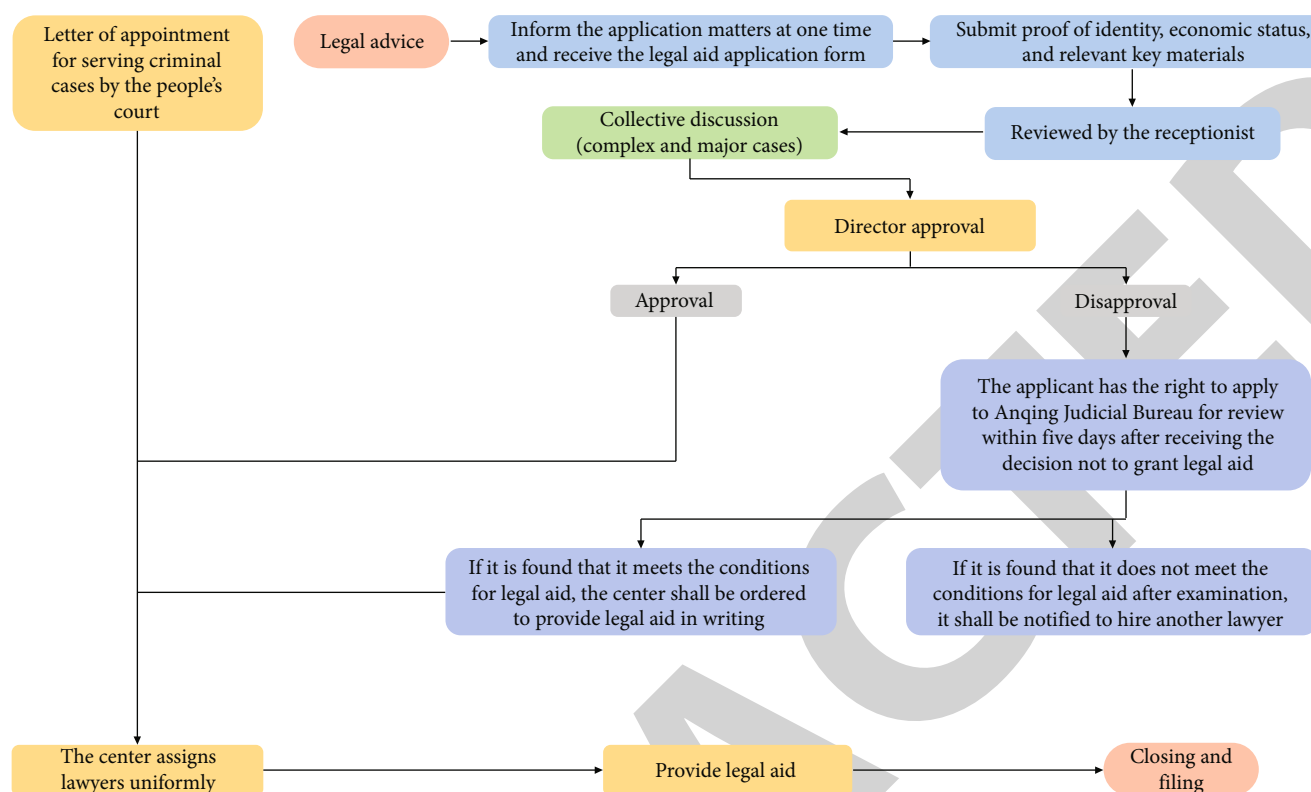 Letter of appointment
for serving criminal
cases by the people's
court
Legal advice
Inform the application matters at one time
and receive the legal aid application form
Submit proof of identity, economic status,
and relevant key materials
Collective discussion
(complex and major cases)
Reviewed by the receptionist
Director approval
Approval
Disapproval
The applicant has the right to apply
to Anqing Judicial Bureau for review
within five days after receiving the
decision not to grant legal aid
If it is found that it meets the conditions
for legal aid, the center shall be ordered
to provide legal aid in writing
If it is found that it does not meet the
conditions for legal aid after examination,
it shall be notified to hire another lawyer
The center assigns
lawyers uniformly
Provide legal aid
Closing and
filing